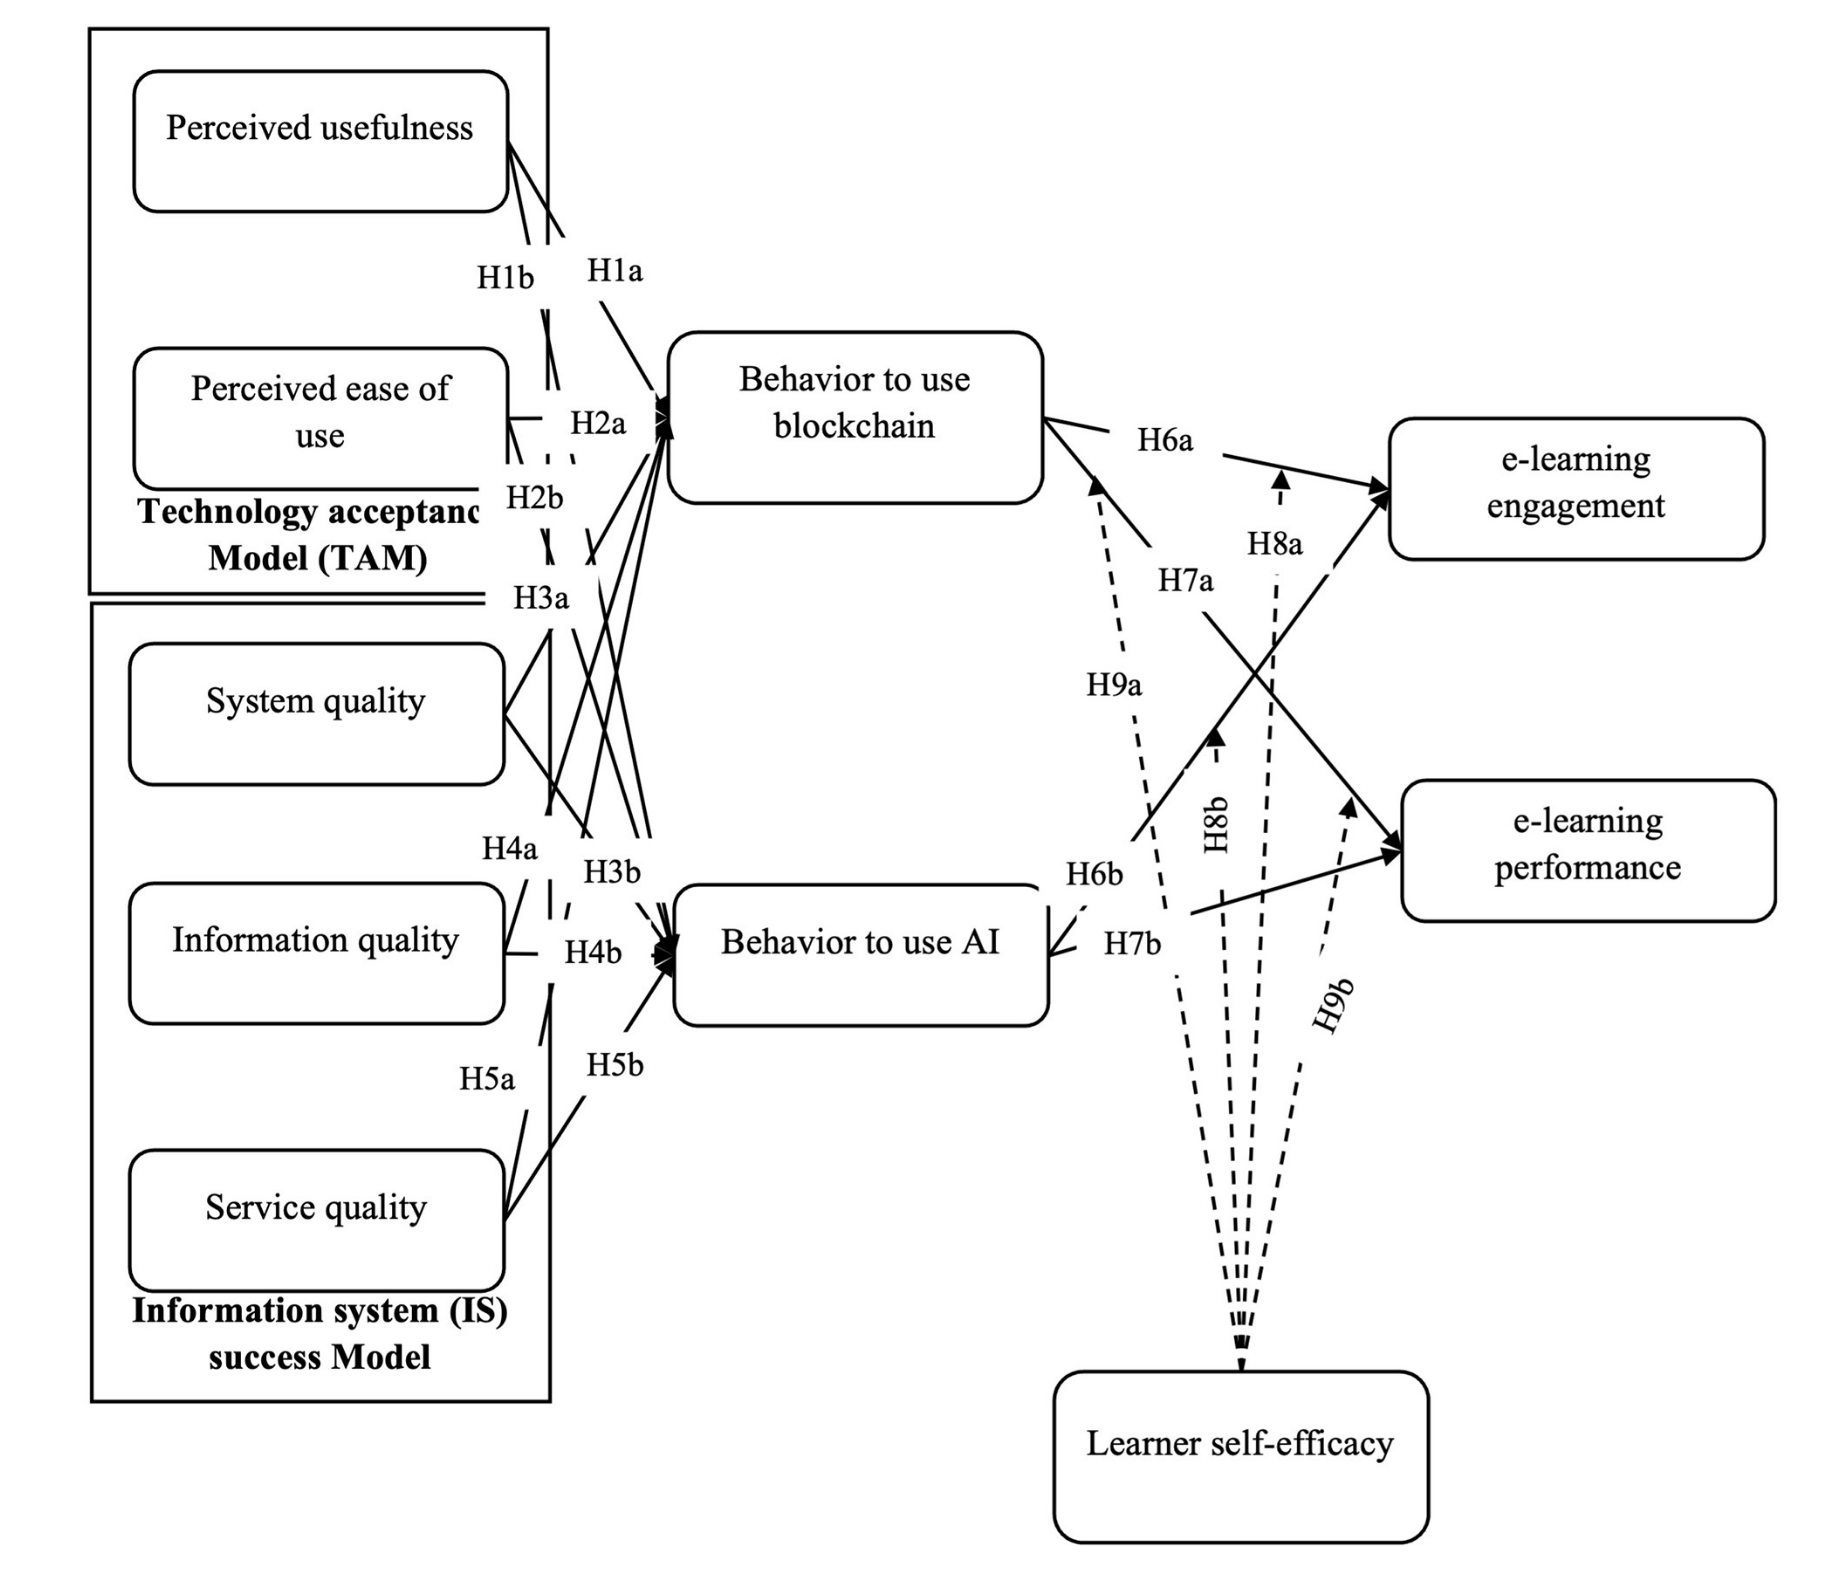 Perceived usefulness
H1b
H1a
Perceived ease of
use
H2a
H2b
Technology acceptanc
Model (TAM)
H3a
System quality
H4a
H3b
Information quality
H4b
H5a
H5b
Service quality
Information system (IS)
success Model
Behavior to use
blockchain
Behavior to use AI
H6a
H7a
H8a
H9a
H8b
H6b
H7b
H9b
e-learning
engagement
e-learning
performance
Learner self-efficacy